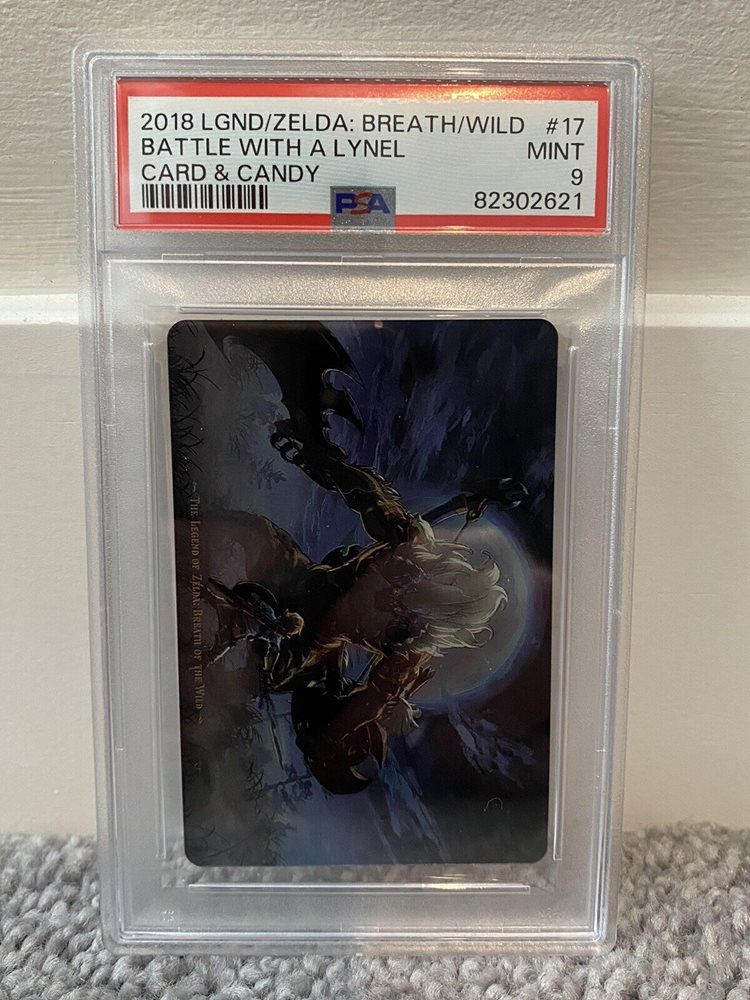 2018 LGND/ZELDA: BREATH/WILD #17
BATTLE WITH A LYNEL MINT
CARD & CANDY 9
PSA 82302621
~ THE LEGEND OF ZELDA: BREATH OF THE WILD ~